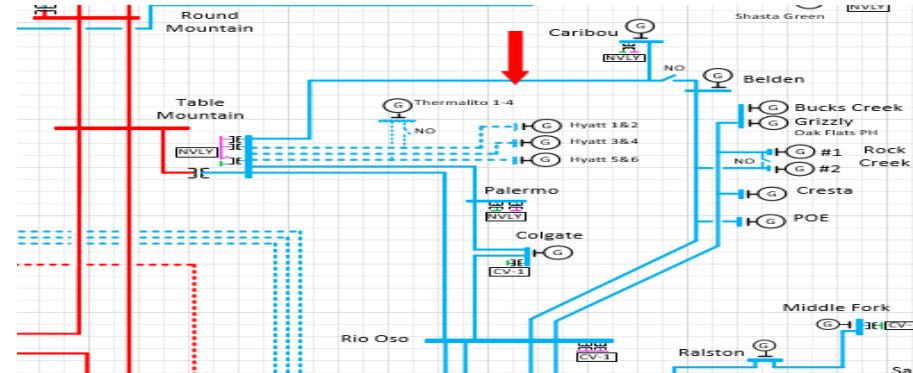 NVLY
Shasta Green
Round
Mountain
Caribou
G
NVLY
NO
G
Belden
Table
Mountain
G
Thermalito 1-4
NO
G
Bucks Creek
G
Grizzly
Oak Flats PH
G
Hyatt 1&2
G
Hyatt 3&4
G
Hyatt 5&6
NVLY
G
#1
Rock
Creek
NO
G
#2
Palermo
NVLY
G
Cresta
G
POE
Colgate
G
CV-1
Middle Fork
G
CV-
Rio Oso
CV-1
Ralston
G
Sa